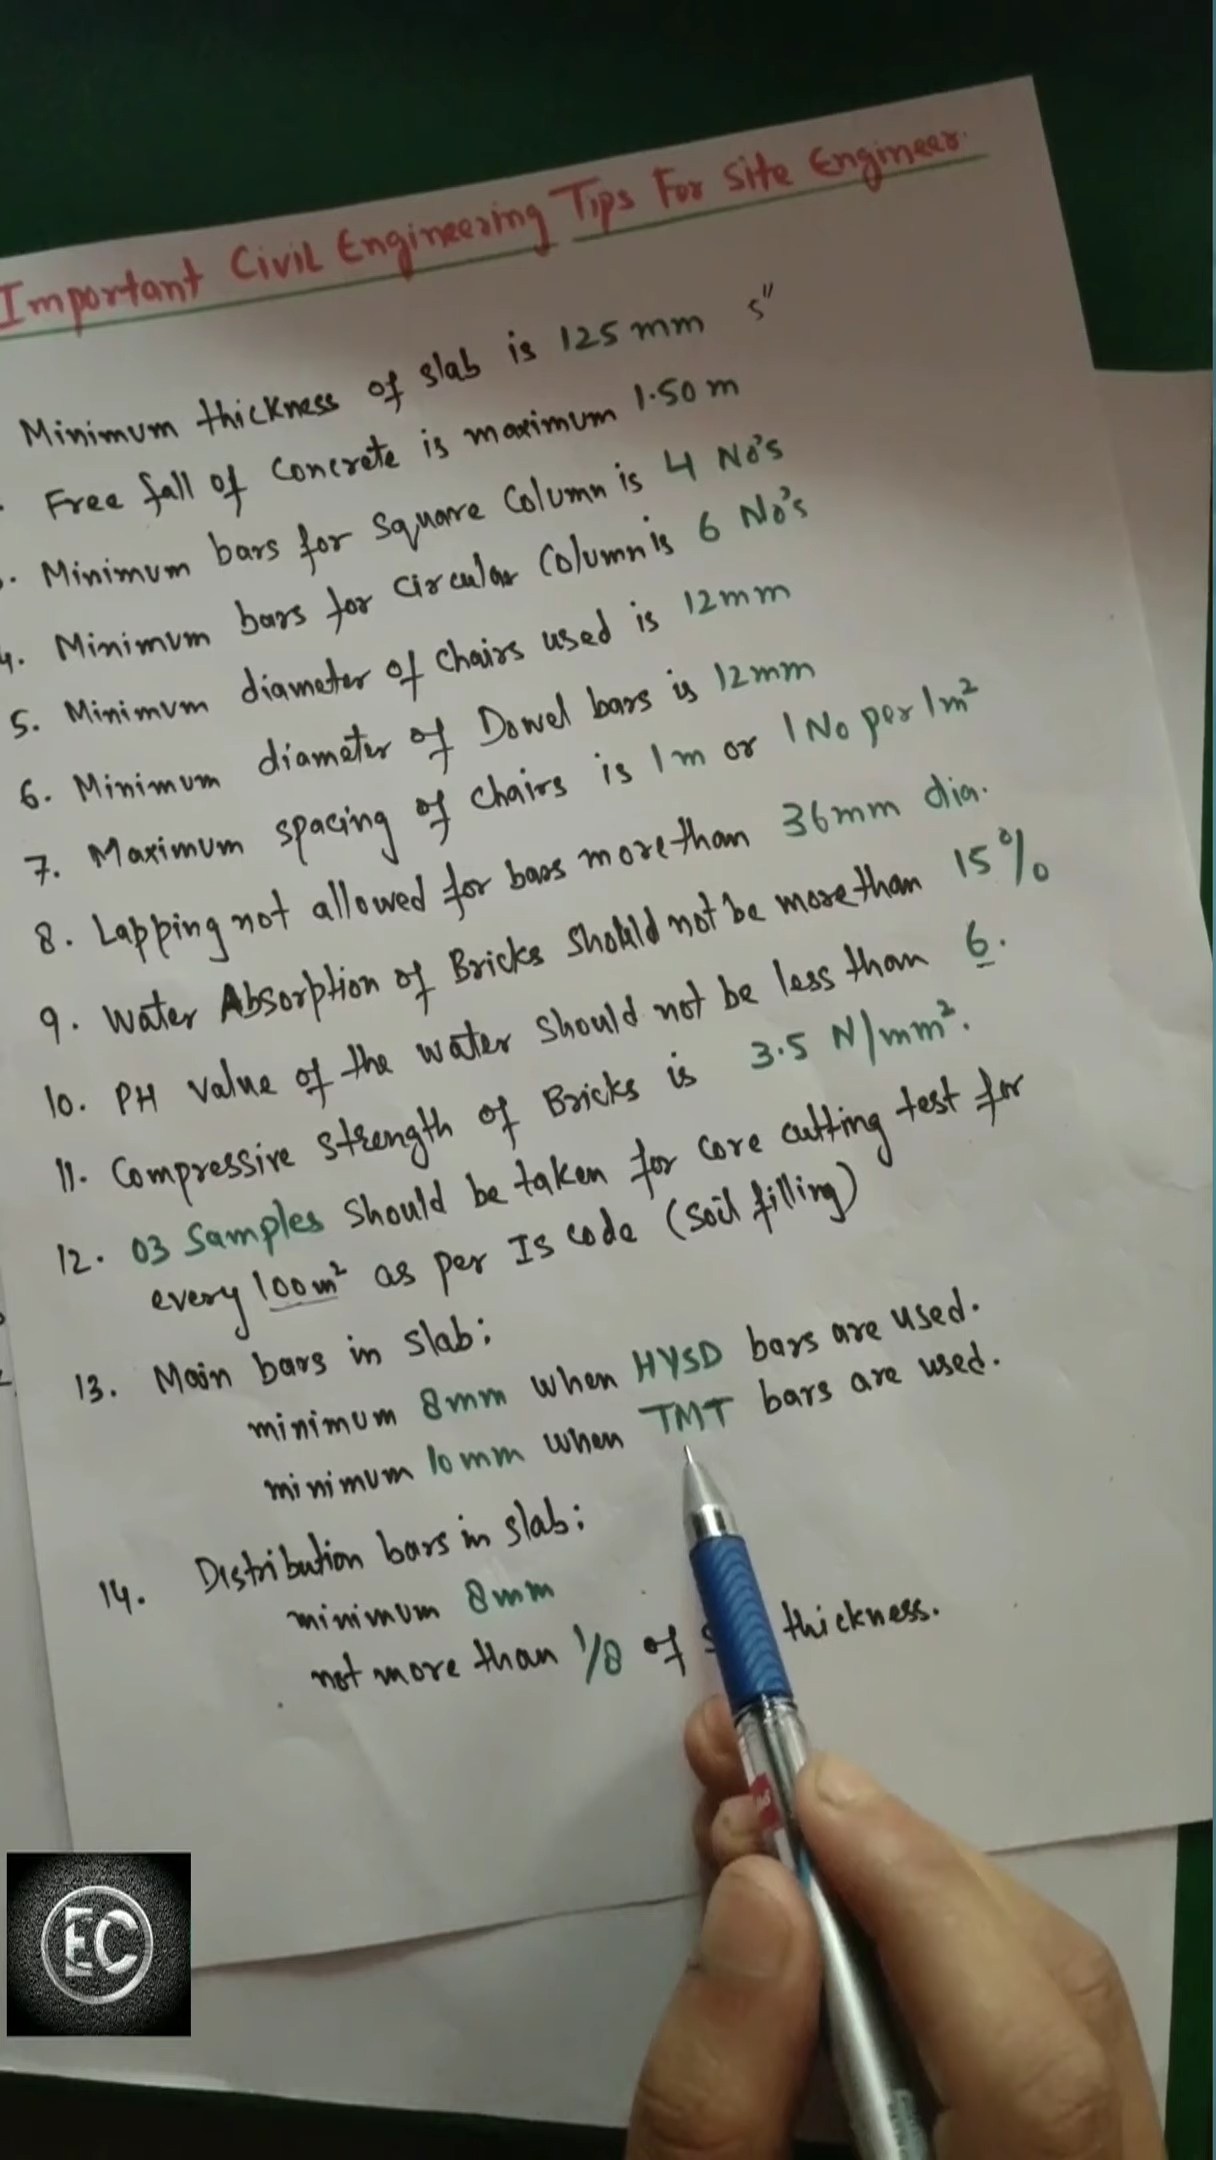 Important Civil Engineering Tips For Site Engineer.
Minimum thickness of slab is 125 mm 5"
Free fall of concrete is maximum 1.50 m
Minimum bars for square Column is 4 No's
4. Minimum bars for circular Column is 6 No's
5. Minimum diameter of chairs used is 12mm
6. Minimum diameter of Dowel bars is 12mm
7. Maximum spacing of chairs is 1m or 1 No per 1m²
8. Lapping not allowed for bars more than 36mm dia.
9. Water Absorption of Bricks should not be more than 15%
10. PH value of the water should not be less than 6.
11. Compressive strength of Bricks is 3.5 N/mm².
12. 03 Samples should be taken for core cutting test for
every 100m² as per IS code (soil filling)
13. Main bars in slab:
minimum 8mm when HYSD bars are used.
minimum 10mm when TMT bars are used.
14. Distribution bars in slab:
minimum 8mm
not more than 1/8 of thickness.
EC